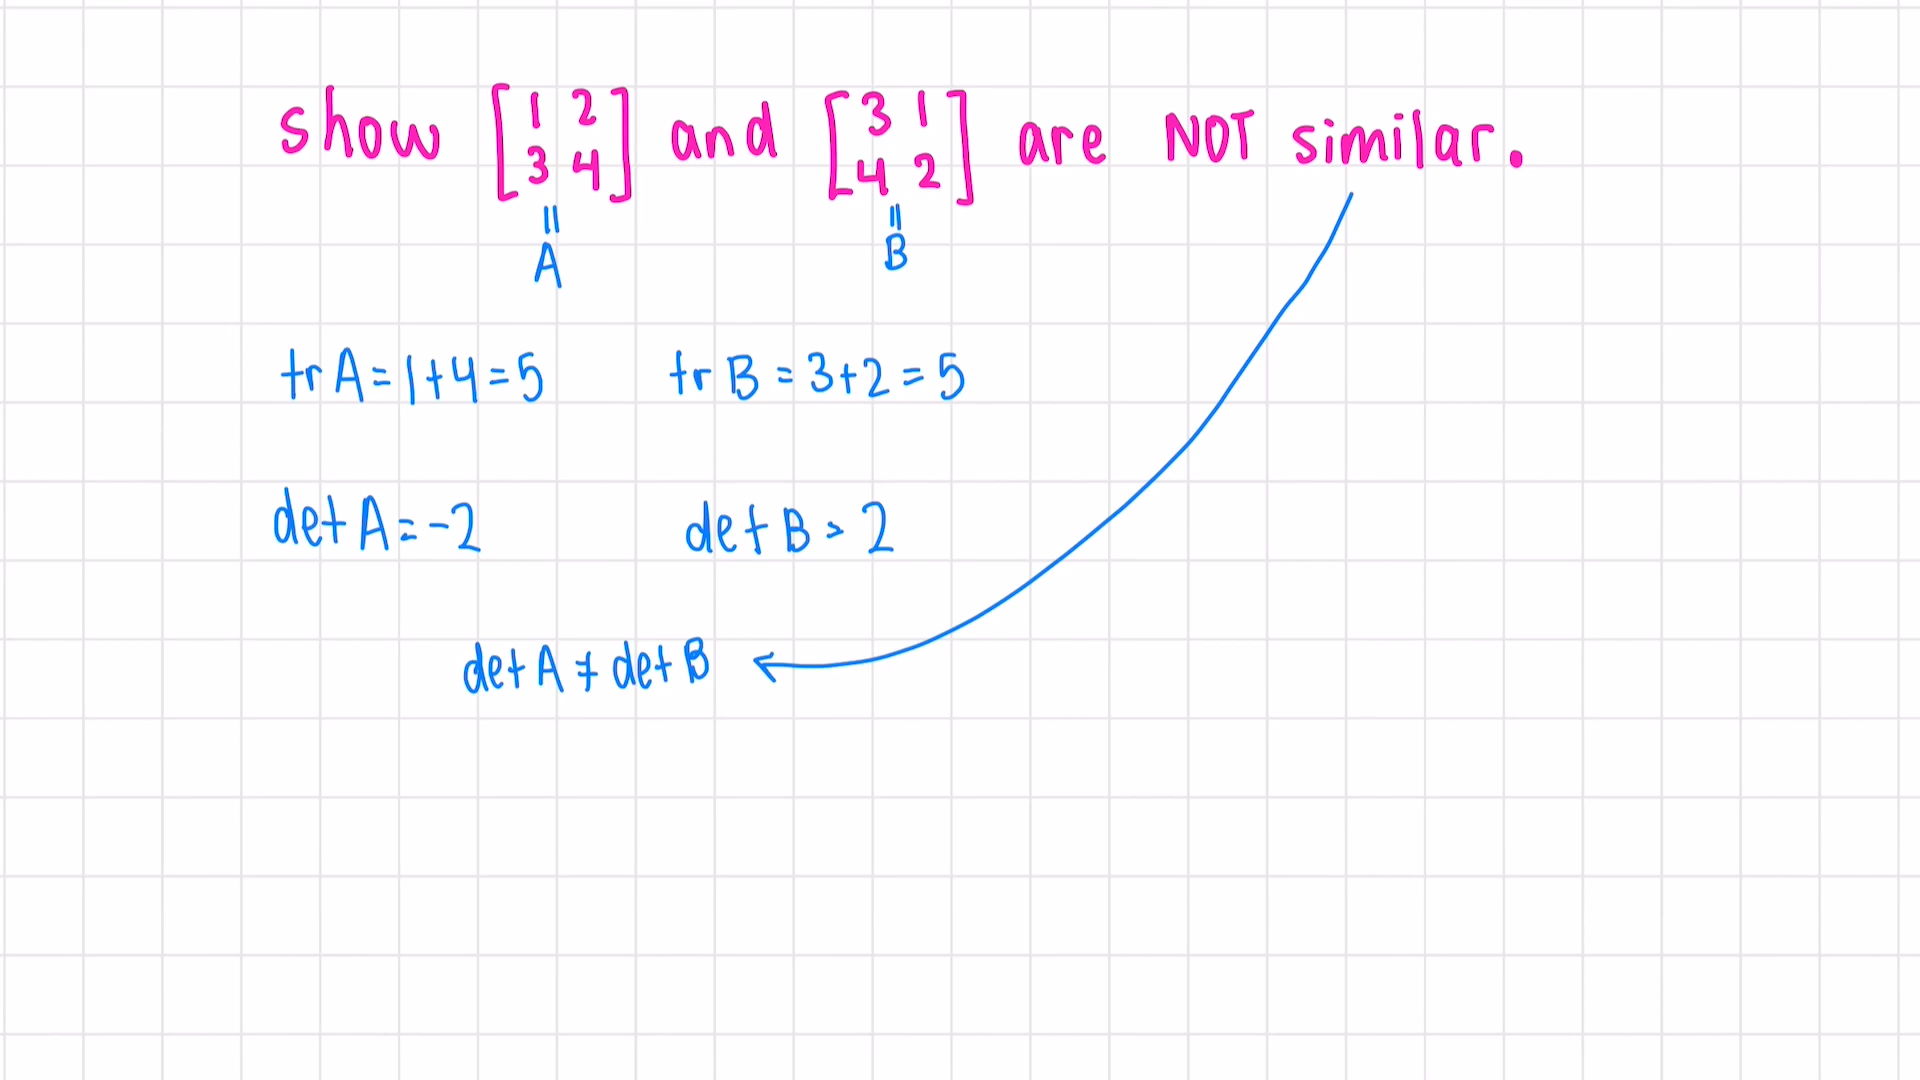 show [1 2 3 4] and [3 1 4 2] are NOT similar.
= =
A B
tr A = 1 + 4 = 5 tr B = 3 + 2 = 5
det A = -2 det B = 2
det A ≠ det B